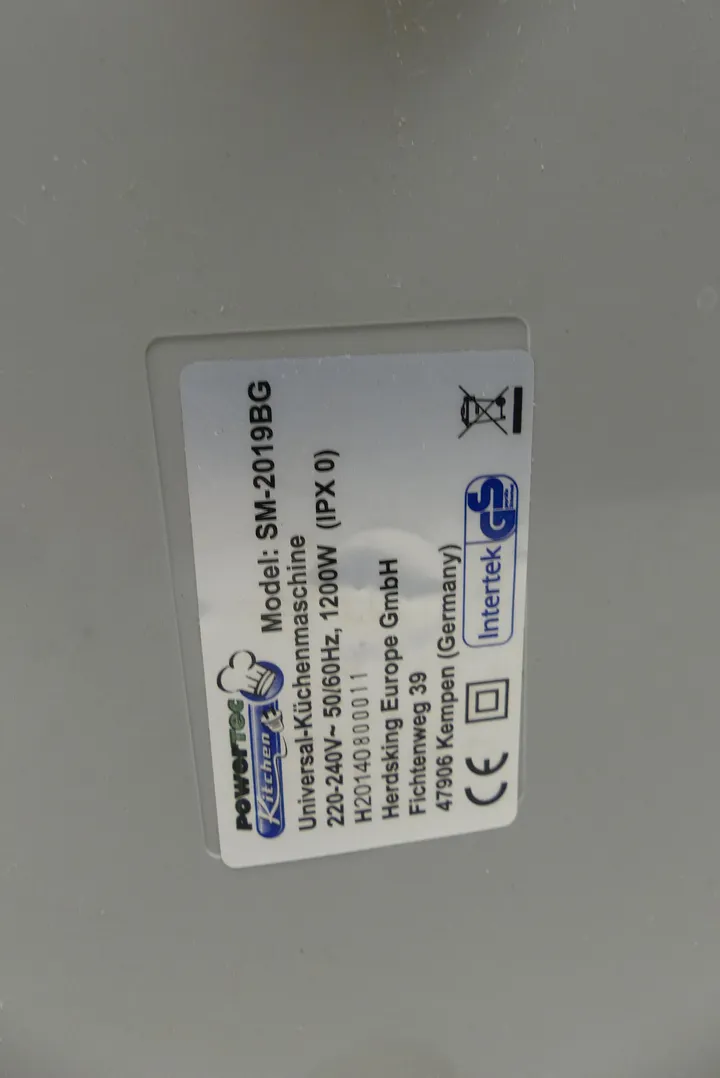 POWERTEC
Kitchen
Model: SM-2019BG
Universal-Küchenmaschine
220-240V~ 50/60Hz, 1200W (IPX 0)
H20140800011
Herdsking Europe GmbH
Fichtenweg 39
47906 Kempen (Germany)
CE
Intertek GS